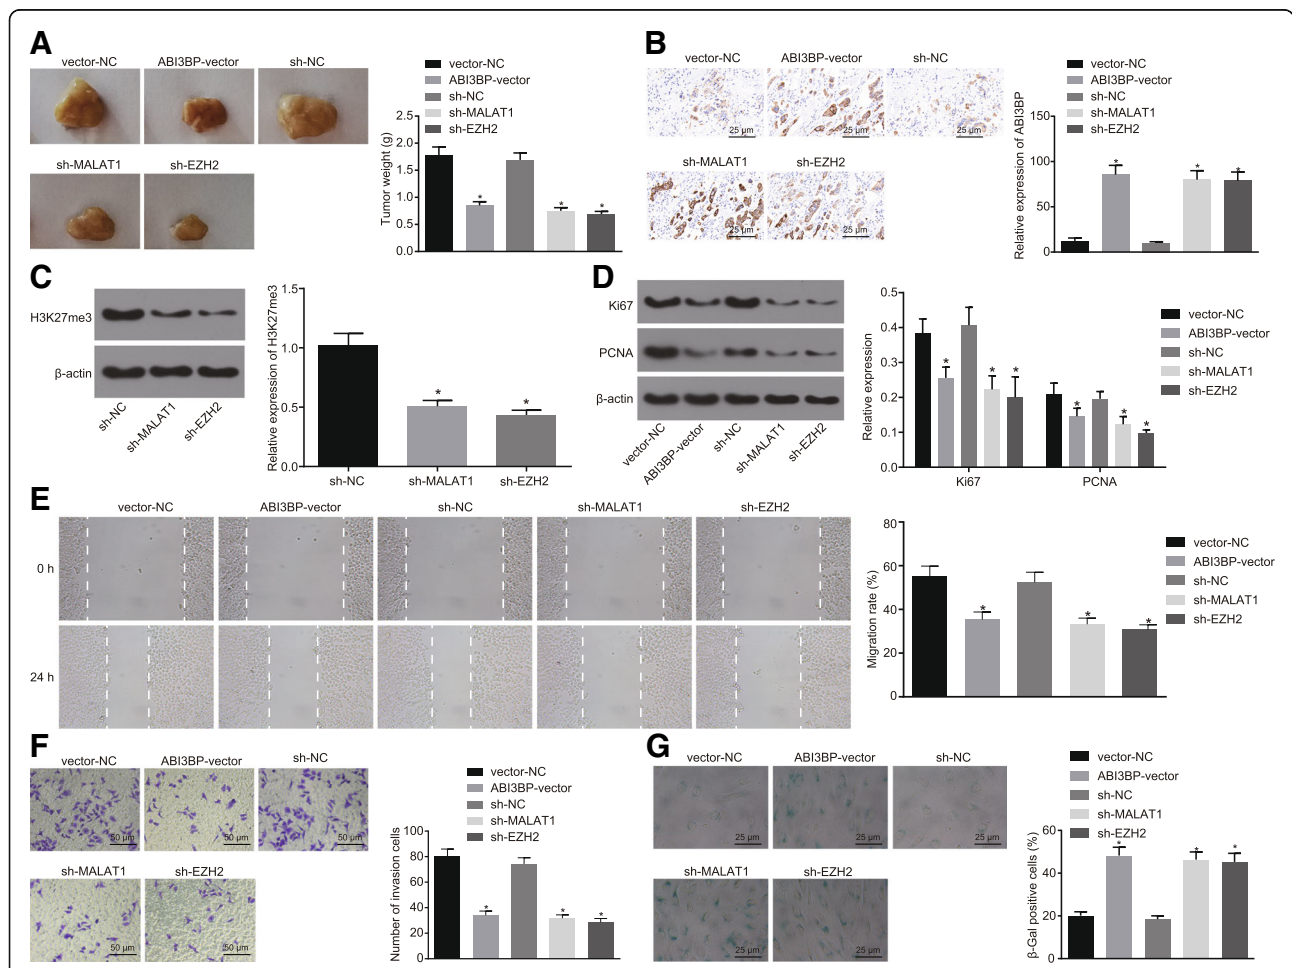 A
vector-NC
ABI3BP-vector
sh-NC
sh-MALAT1
sh-EZH2
vector-NC
ABI3BP-vector
sh-NC
sh-MALAT1
sh-EZH2
Tumor weight (g)
2.5
2.0
1.5
1.0
0.5
0.0
*
*
*
B
vector-NC
ABI3BP-vector
sh-NC
25 µm
25 µm
25 µm
sh-MALAT1
sh-EZH2
25 µm
25 µm
vector-NC
ABI3BP-vector
sh-NC
sh-MALAT1
sh-EZH2
Relative expression of ABI3BP
150
100
50
0
*
*
*
C
H3K27me3
β-actin
sh-NC
sh-MALAT1
sh-EZH2
Relative expression of H3K27me3
1.5
1.0
0.5
0.0
*
*
sh-NC
sh-MALAT1
sh-EZH2
D
Ki67
PCNA
β-actin
vector-NC
ABI3BP-vector
sh-NC
sh-MALAT1
sh-EZH2
Relative expression
0.5
0.4
0.3
0.2
0.1
0.0
*
*
*
*
*
*
Ki67
PCNA
vector-NC
ABI3BP-vector
sh-NC
sh-MALAT1
sh-EZH2
E
vector-NC
ABI3BP-vector
sh-NC
sh-MALAT1
sh-EZH2
0 h
24 h
Migration rate (%)
80
60
40
20
0
*
*
*
vector-NC
ABI3BP-vector
sh-NC
sh-MALAT1
sh-EZH2
F
vector-NC
ABI3BP-vector
sh-NC
50 µm
50 µm
50 µm
sh-MALAT1
sh-EZH2
50 µm
50 µm
vector-NC
ABI3BP-vector
sh-NC
sh-MALAT1
sh-EZH2
Number of invasion cells
100
80
60
40
20
0
*
*
*
G
vector-NC
ABI3BP-vector
sh-NC
25 µm
25 µm
25 µm
sh-MALAT1
sh-EZH2
25 µm
25 µm
vector-NC
ABI3BP-vector
sh-NC
sh-MALAT1
sh-EZH2
β-Gal positive cells (%)
60
40
20
0
*
*
*